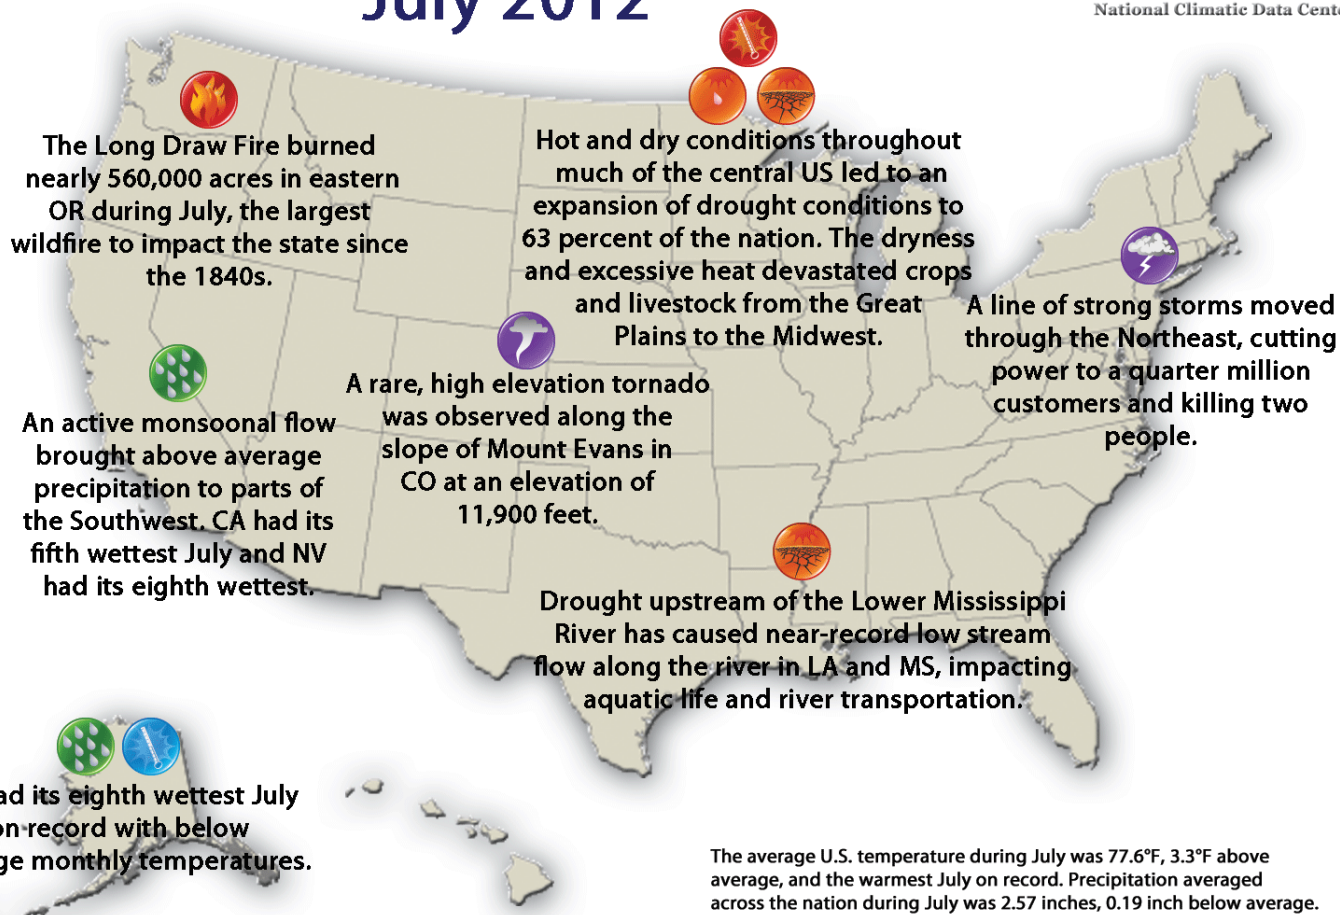 July 2012
National Climatic Data
The Long Draw Fire burned
nearly 560,000 acres in eastern
OR during July, the largest
wildfire to impact the state since
the 1840s.
Hot and dry conditions throughout
much of the central US led to an
expansion of drought conditions to
63 percent of the nation. The dryness
and excessive heat devastated crops
and livestock from the Great
Plains to the Midwest.
A line of strong storms moved
through the Northeast, cutting
power to a quarter million
customers and killing two
people.
A rare, high elevation tornado
was observed along the
slope of Mount Evans in
CO at an elevation of
11,900 feet.
An active monsoonal flow
brought above average
precipitation to parts of
the Southwest. CA had its
fifth wettest July and NV
had its eighth wettest.
Drought upstream of the Lower Mississippi
River has caused near-record low stream
flow along the river in LA and MS, impacting
aquatic life and river transportation.
its eighth wettest July
on record with below
monthly temperatures.
The average U.S. temperature during July was 77.6°F, 3.3°F above
average, and the warmest July on record. Precipitation averaged
across the nation during July was 2.57 inches, 0.19 inch below average.